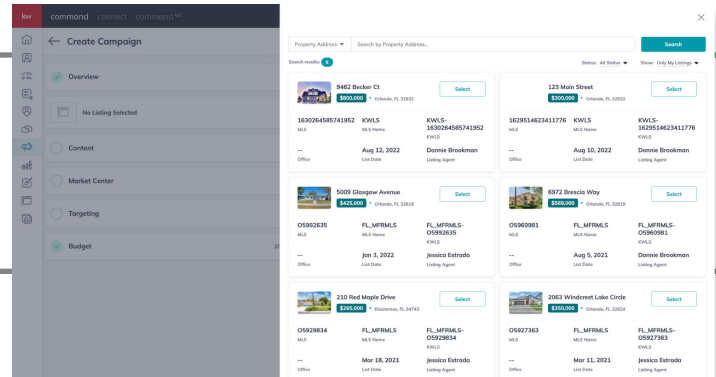 kw command connect command MC
Create Campaign
Overview
No Listing Selected
Content
Market Center
Targeting
Budget
Property Address Search by Property Address... Search
Search results: 6 Status: All Status Show: Only My Listings
9462 Becker Ct
$800,000 * Orlando, FL 32832
Select
1630264585741952 KWLS KWLS-1630264585741952
MLS MLS Name KWLS
-- Aug 12, 2022 Donnie Brookman
Office List Date Listing Agent
123 Main Street
$300,000 * Orlando, FL 32832
Select
1629514623411776 KWLS KWLS-1629514623411776
MLS MLS Name KWLS
-- Aug 10, 2022 Donnie Brookman
Office List Date Listing Agent
5009 Glasgow Avenue
$425,000 * Orlando, FL 32819
Select
O5992635 FL_MFRMLS FL_MFRMLS-O5992635
MLS MLS Name KWLS
-- Jan 3, 2022 Jessica Estrada
Office List Date Listing Agent
6972 Brescia Way
$569,000 * Orlando, FL 32819
Select
O5960981 FL_MFRMLS FL_MFRMLS-O5960981
MLS MLS Name KWLS
-- Aug 5, 2021 Donnie Brookman
Office List Date Listing Agent
210 Red Maple Drive
$265,000 * Kissimmee, FL 34743
Select
O5929834 FL_MFRMLS FL_MFRMLS-O5929834
MLS MLS Name KWLS
-- Mar 18, 2021 Jessica Estrada
Office List Date Listing Agent
2063 Windcrest Lake Circle
$350,000 * Orlando, FL 32824
Select
O5927363 FL_MFRMLS FL_MFRMLS-O5927363
MLS MLS Name KWLS
-- Mar 11, 2021 Jessica Estrada
Office List Date Listing Agent